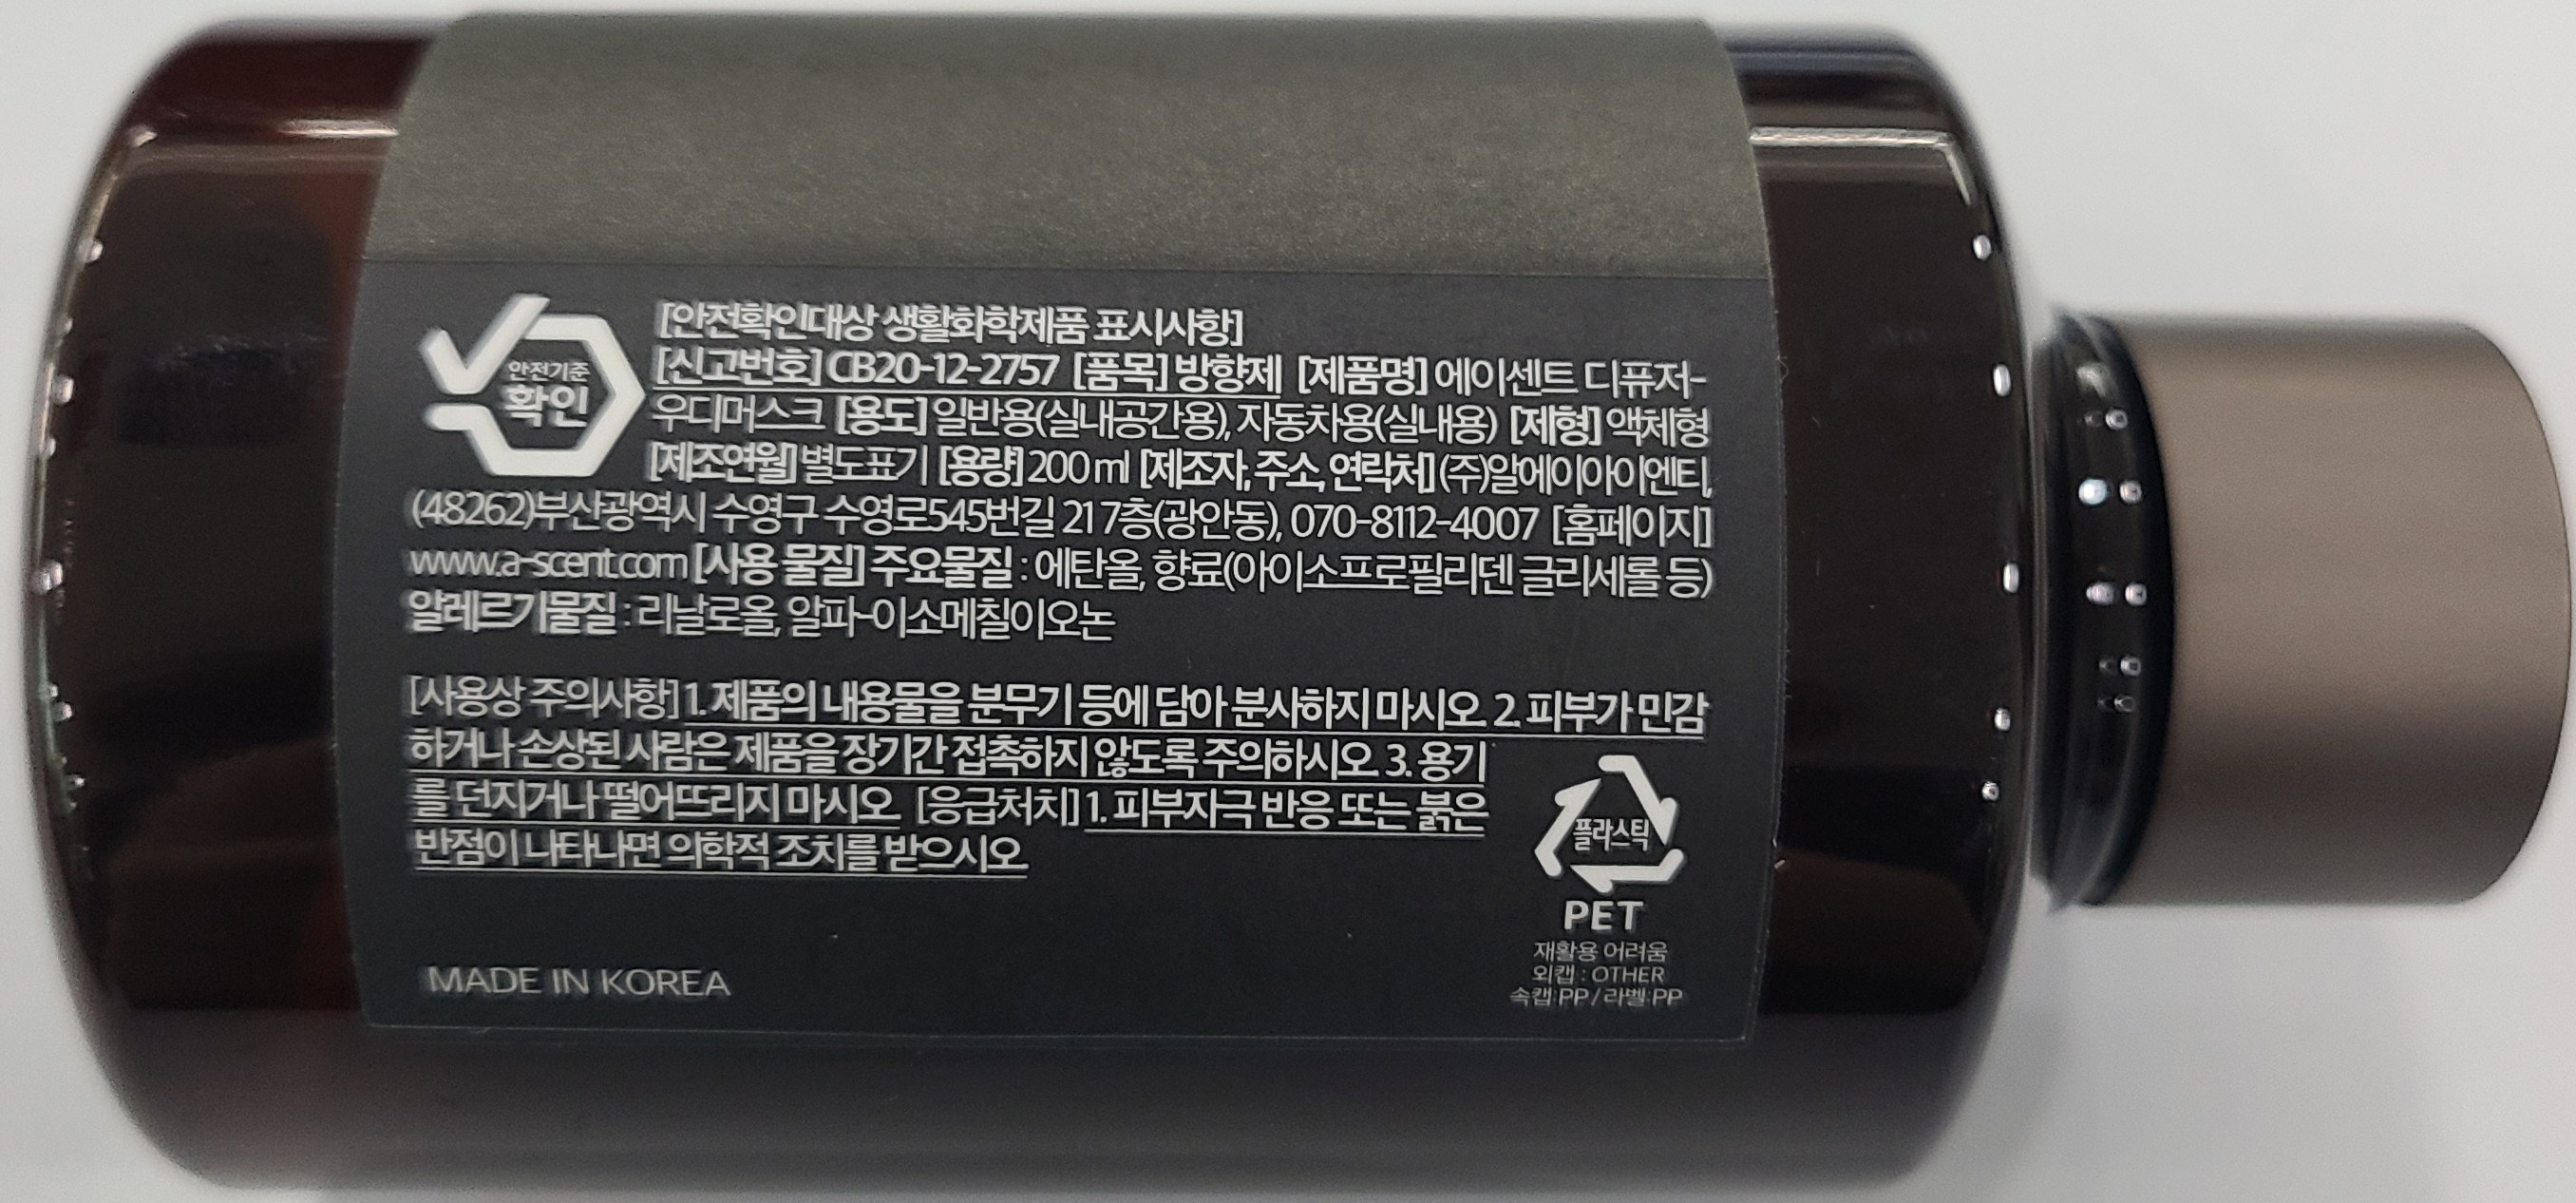 안전기준
확인
[안전확인대상 생활화학제품 표시사항]
[신고번호] CB20-12-2757 [품목] 방향제 [제품명] 에이센트 디퓨저-
우디머스크 [용도] 일반용(실내공간용), 자동차용(실내용) [제형] 액체형
[제조연월] 별도표기 [용량] 200ml [제조자, 주소, 연락처] (주)알에이아이엔티,
(48262)부산광역시 수영구 수영로545번길 21 7층(광안동), 070-8112-4007 [홈페이지]
www.a-scent.com [사용 물질] 주요물질 : 에탄올, 향료(아이소프로필리덴 글리세롤 등)
알레르기물질 : 리날로올, 알파-이소메칠이오논
[사용상 주의사항] 1. 제품의 내용물을 분무기 등에 담아 분사하지 마시오. 2. 피부가 민감
하거나 손상된 사람은 제품을 장기간 접촉하지 않도록 주의하시오. 3. 용기
를 던지거나 떨어뜨리지 마시오. [응급처치] 1. 피부자극 반응 또는 붉은
반점이 나타나면 의학적 조치를 받으시오
플라스틱
PET
재활용 어려움
외캡 : OTHER
속캡:PP / 라벨:PP
MADE IN KOREA